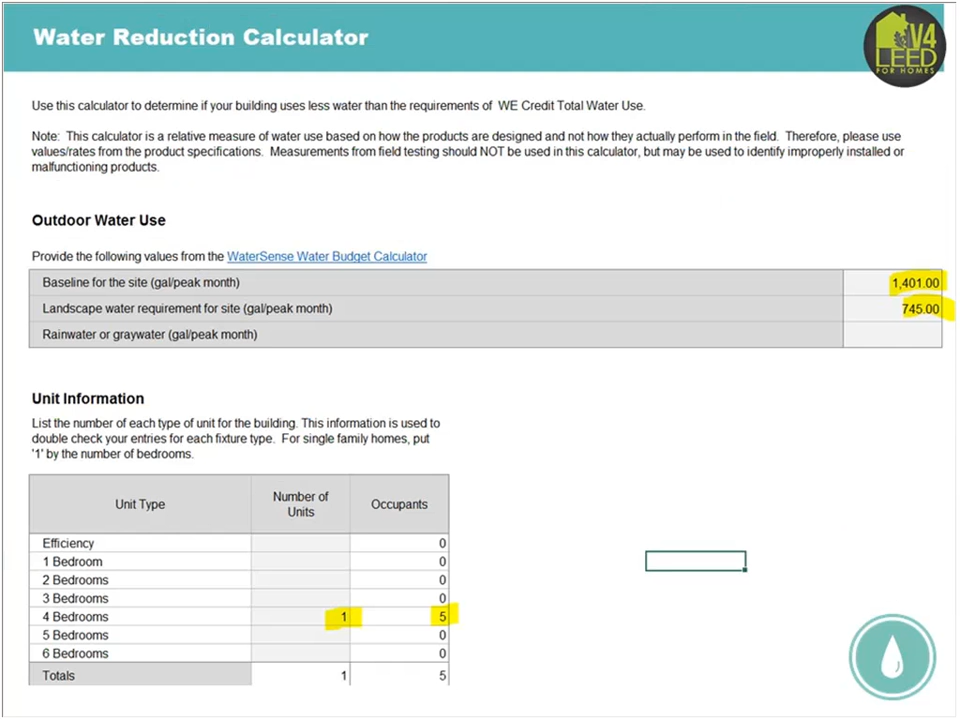 Water Reduction Calculator
V4
LEED
FOR HOMES
Use this calculator to determine if your building uses less water than the requirements of WE Credit Total Water Use.
Note: This calculator is a relative measure of water use based on how the products are designed and not how they actually perform in the field. Therefore, please use
values/rates from the product specifications. Measurements from field testing should NOT be used in this calculator, but may be used to identify improperly installed or
malfunctioning products.
Outdoor Water Use
Provide the following values from the WaterSense Water Budget Calculator
Baseline for the site (gal/peak month) 1,401.00
Landscape water requirement for site (gal/peak month) 745.00
Rainwater or graywater (gal/peak month)
Unit Information
List the number of each type of unit for the building. This information is used to
double check your entries for each fixture type. For single family homes, put
'1' by the number of bedrooms.
Unit Type Number of Units Occupants
Efficiency 0
1 Bedroom 0
2 Bedrooms 0
3 Bedrooms 0
4 Bedrooms 1 5
5 Bedrooms 0
6 Bedrooms 0
Totals 1 5